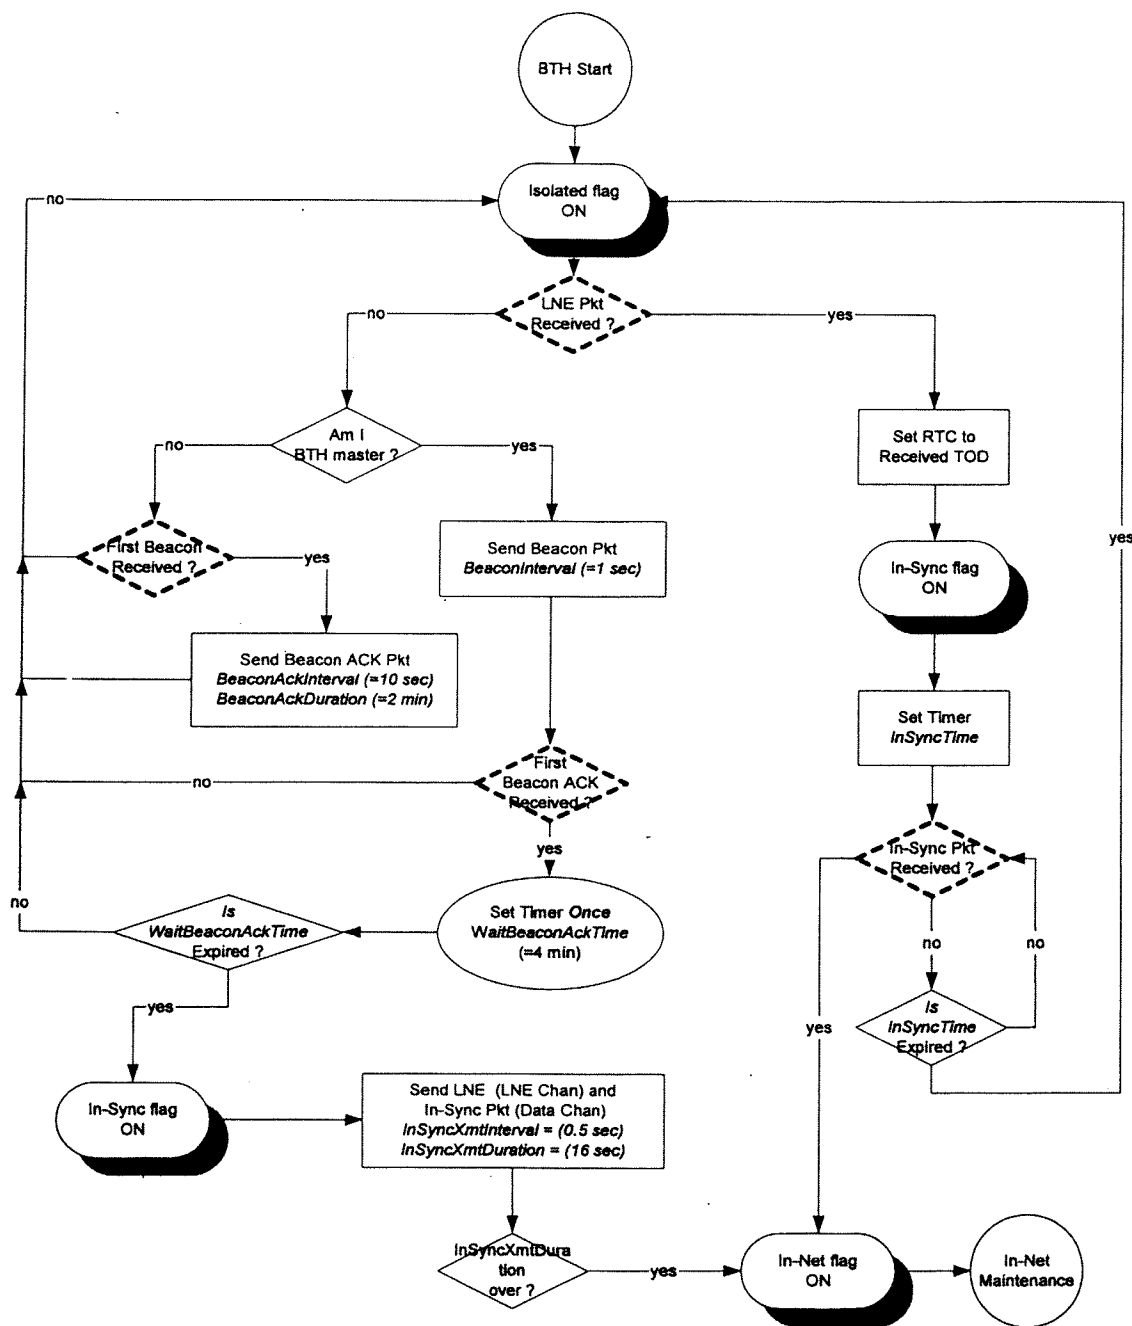 BTH Start
Isolated flag
ON
no
LNE Pkt
Received ?
no
yes
Am I
BTH master ?
no
yes
Set RTC to
Received TOD
yes
First Beacon
Received ?
yes
Send Beacon Pkt
BeaconInterval (=1 sec)
In-Sync flag
ON
Send Beacon ACK Pkt
BeaconAckInterval (=10 sec)
BeaconAckDuration (=2 min)
Set Timer
InSyncTime
First
Beacon ACK
Received ?
no
yes
In-Sync Pkt
Received ?
no
Is
WaitBeaconAckTime
Expired ?
Set Timer Once
WaitBeaconAckTime
(=4 min)
no
no
yes
Is
InSyncTime
Expired ?
yes
In-Sync flag
ON
Send LNE (LNE Chan) and
In-Sync Pkt (Data Chan)
InSyncXmtInterval = (0.5 sec)
InSyncXmtDuration = (16 sec)
InSyncXmtDura
tion
over ?
yes
In-Net flag
ON
In-Net
Maintenance